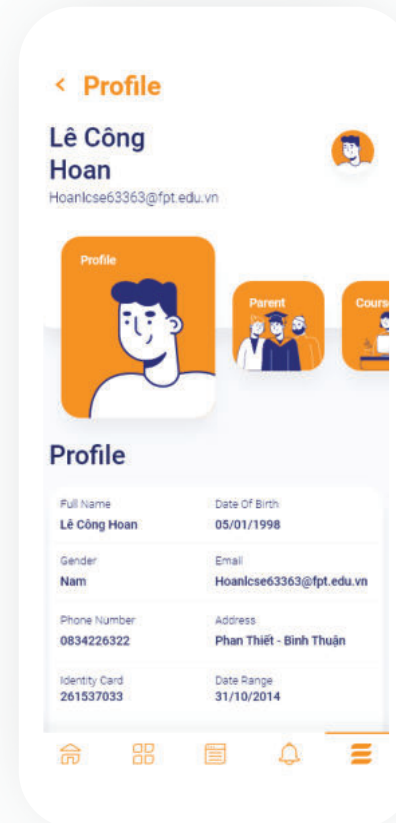 < Profile
Lê Công
Hoan
Hoanlcse63363@fpt.edu.vn
Profile
Parent
Cours
Profile
Full Name
Date Of Birth
Lê Công Hoan
05/01/1998
Gender
Email
Nam
Hoanlcse63363@fpt.edu.vn
Phone Number
Address
0834226322
Phan Thiết - Bình Thuận
Identity Card
Date Range
261537033
31/10/2014